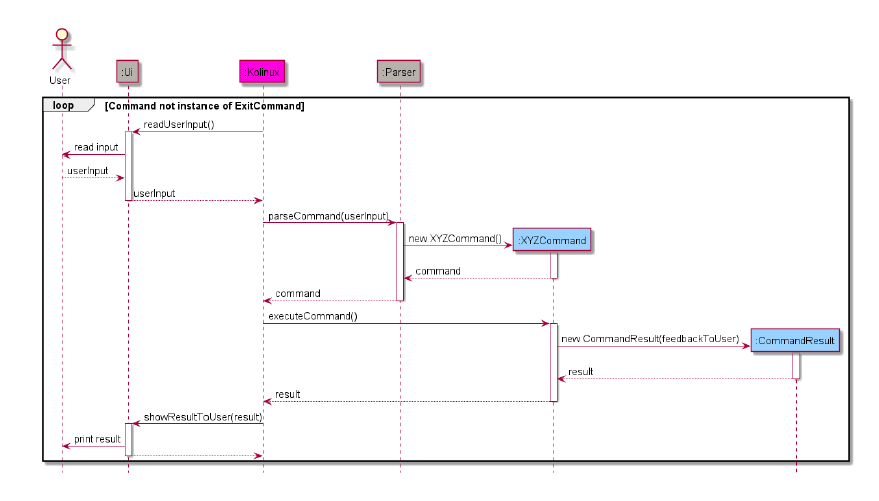 User
:Ui
:Kolinux
:Parser
loop
[Command not instance of ExitCommand]
readUserInput()
read input
userInput
userInput
parseCommand(userInput)
new XYZCommand()
:XYZCommand
command
command
executeCommand()
new CommandResult(feedbackToUser)
:CommandResult
result
result
showResultToUser(result)
print result